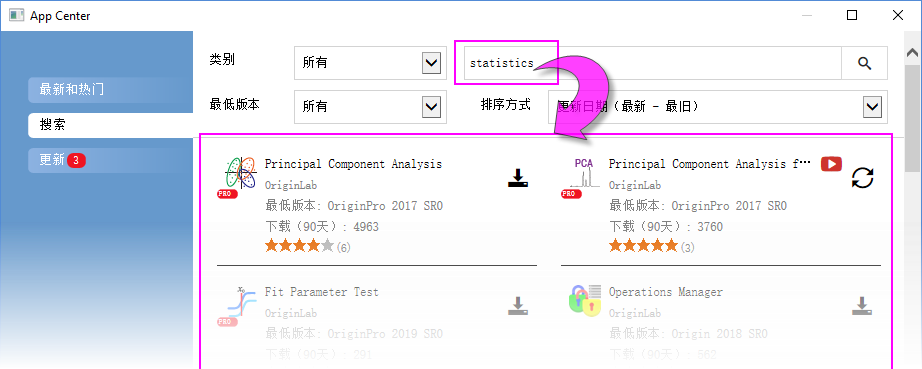 App Center
类别 所有 statistics
最新和热门
最低版本 所有 排序方式 更新日期（最新 - 最旧）
搜索
更新 3
Principal Component Analysis
OriginLab
PRO
最低版本: OriginPro 2017 SR0
下载（90天）: 4963
(6)
PCA
Principal Component Analysis f...
OriginLab
PRO
最低版本: OriginPro 2017 SR0
下载（90天）: 3760
(3)
Fit Parameter Test
OriginLab
PRO
最低版本: OriginPro 2019 SR0
下载（90天）: 291
Operations Manager
OriginLab
最低版本: Origin 2018 SR0
下载（90天）: 562